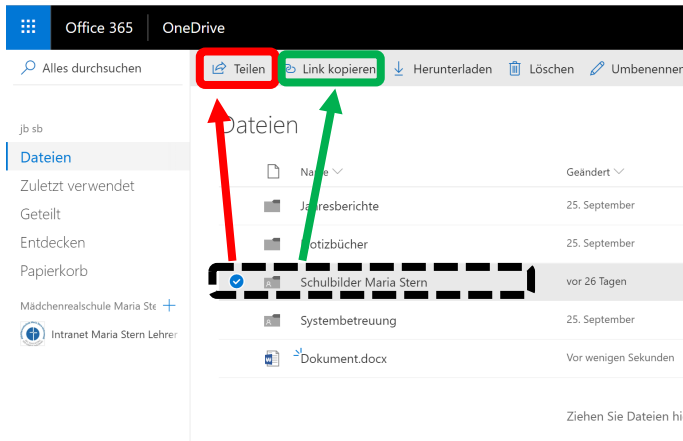 Office 365 OneDrive
Alles durchsuchen
Teilen Link kopieren Herunterladen Löschen Umbenennen
jb sb
Dateien
Zuletzt verwendet
Geteilt
Entdecken
Papierkorb
Mädchenrealschule Maria Ste
Intranet Maria Stern Lehrer
Dateien
Name Geändert
Jahresberichte 25. September
Notizbücher 25. September
Schulbilder Maria Stern vor 26 Tagen
Systembetreuung 25. September
Dokument.docx Vor wenigen Sekunden
Ziehen Sie Dateien hi